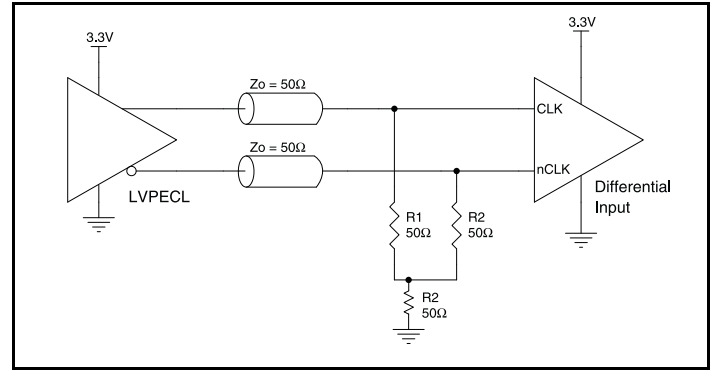 3.3V
3.3V
Zo = 50Ω
CLK
Zo = 50Ω
nCLK
LVPECL
Differential
Input
R1
50Ω
R2
50Ω
R2
50Ω